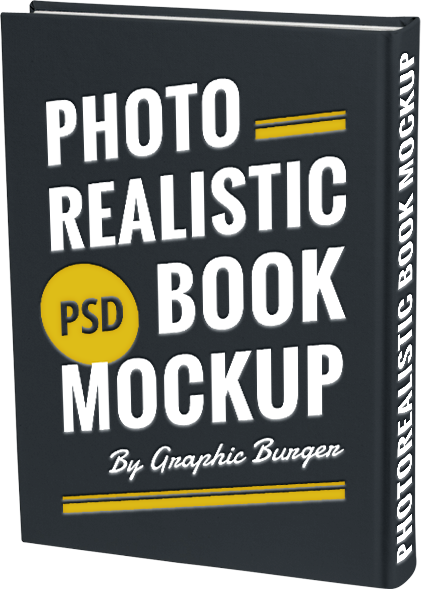 PHOTO
REALISTIC
PSD BOOK
MOCKUP
By Graphic Burger
PHOTOREALISTIC BOOK MOCKUP